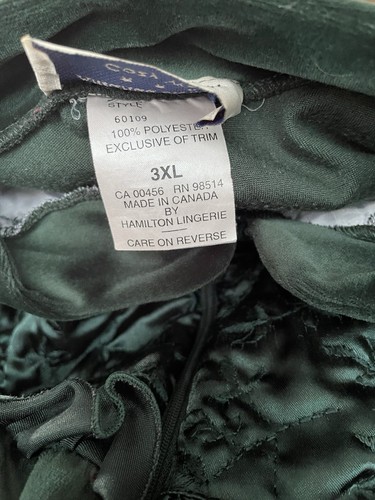 Cozi
STYLE
60109
100% POLYESTER
EXCLUSIVE OF TRIM
3XL
CA 00456 RN 98514
MADE IN CANADA
BY
HAMILTON LINGERIE
CARE ON REVERSE